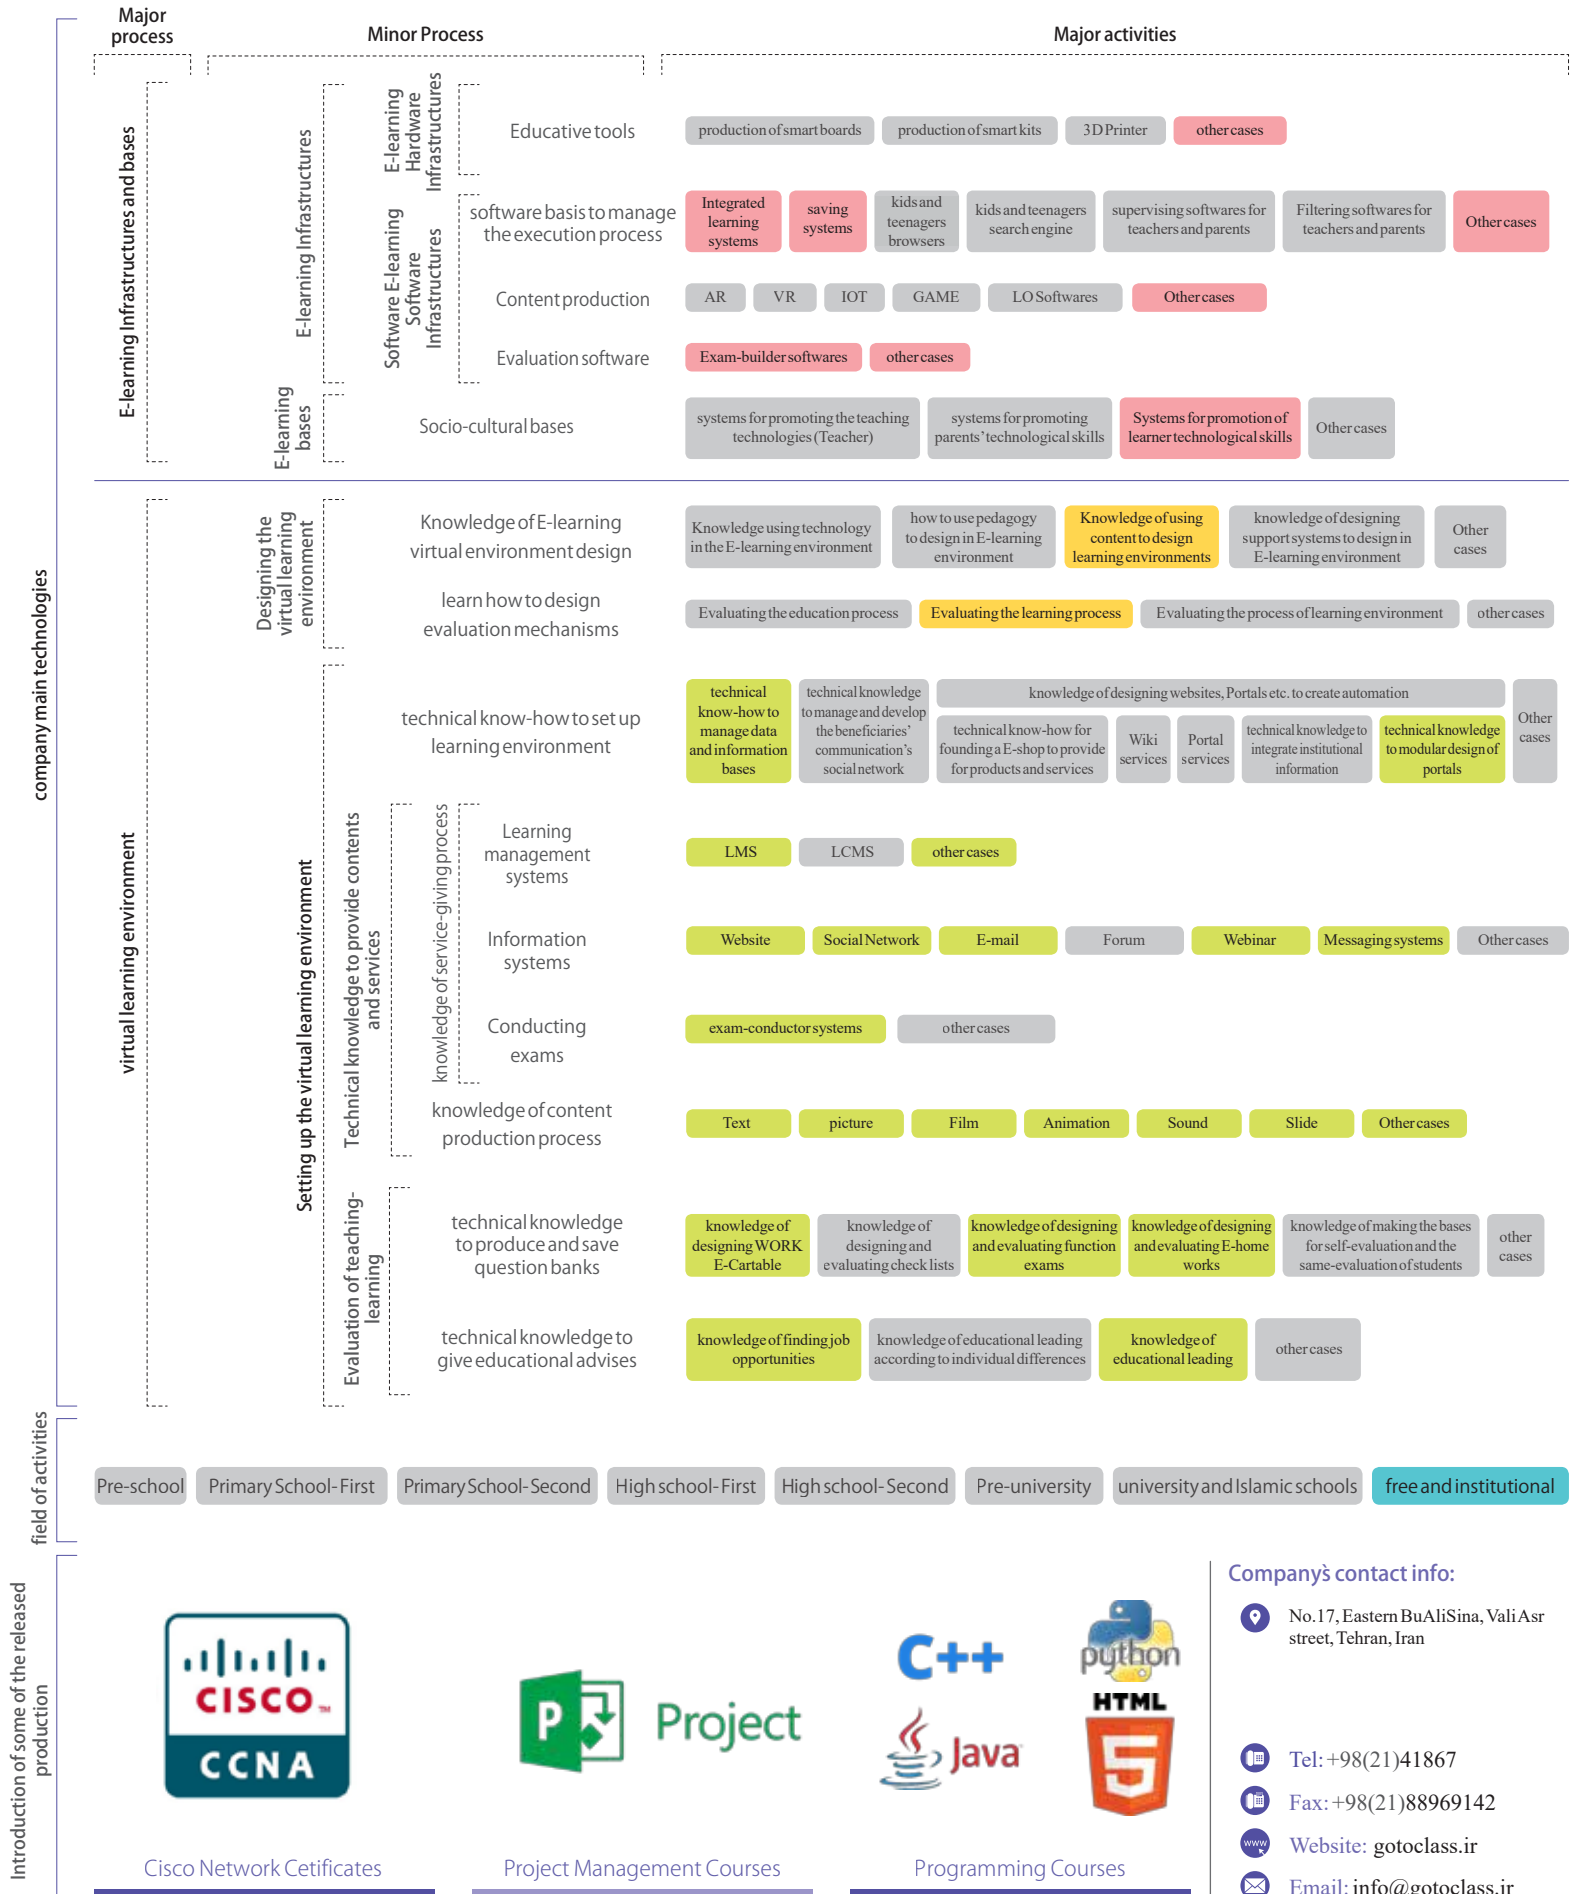 Major
process
Minor Process
Major activities
company main technologies
E-learning Infrastructures and bases
E-learning Infrastructures
E-learning
Hardware
Infrastructures
Educative tools
production of smart boards
production of smart kits
3D Printer
other cases
Software E-learning
Software
Infrastructures
software basis to manage
the execution process
Integrated
learning
systems
saving
systems
kids and
teenagers
browsers
kids and teenagers
search engine
supervising softwares for
teachers and parents
Filtering softwares for
teachers and parents
Other cases
Content production
AR
VR
IOT
GAME
LO Softwares
Other cases
Evaluation software
Exam-builder softwares
other cases
E-learning
bases
Socio-cultural bases
systems for promoting the teaching
technologies (Teacher)
systems for promoting
parents' technological skills
Systems for promotion of
learner technological skills
Other cases
virtual learning environment
Designing the
virtual learning
environment
Knowledge of E-learning
virtual environment design
Knowledge using technology
in the E-learning environment
how to use pedagogy
to design in E-learning
environment
Knowledge of using
content to design
learning environments
knowledge of designing
support systems to design in
E-learning environment
Other
cases
learn how to design
evaluation mechanisms
Evaluating the education process
Evaluating the learning process
Evaluating the process of learning environment
other cases
Setting up the virtual learning environment
technical know-how to set up
learning environment
technical
know-how to
manage data
and information
bases
technical knowledge
to manage and develop
the beneficiaries'
communication's
social network
knowledge of designing websites, Portals etc. to create automation
technical know-how for
founding a E-shop to provide
for products and services
Wiki
services
Portal
services
technical knowledge to
integrate institutional
information
technical knowledge
to modular design of
portals
Other
cases
Technical knowledge to provide contents
and services
knowledge of service-giving process
Learning
management
systems
LMS
LCMS
other cases
Information
systems
Website
Social Network
E-mail
Forum
Webinar
Messaging systems
Other cases
Conducting
exams
exam-conductor systems
other cases
knowledge of content
production process
Text
picture
Film
Animation
Sound
Slide
Other cases
Evaluation of teaching-
learning
technical knowledge
to produce and save
question banks
knowledge of
designing WORK
E-Cartable
knowledge of
designing and
evaluating check lists
knowledge of designing
and evaluating function
exams
knowledge of designing
and evaluating E-home
works
knowledge of making the bases
for self-evaluation and the
same-evaluation of students
other
cases
technical knowledge to
give educational advises
knowledge of finding job
opportunities
knowledge of educational leading
according to individual differences
knowledge of
educational leading
other cases
field of activities
Pre-school
Primary School- First
Primary School- Second
High school- First
High school- Second
Pre-university
university and Islamic schools
free and institutional
Introduction of some of the released
production
CISCO™
CCNA
Cisco Network Cetificates
P
Project
Project Management Courses
C++
python
Java
HTML
5
Programming Courses
Company`s contact info:
No.17, Eastern BuAliSina, Vali Asr
street, Tehran, Iran
Tel: +98(21)41867
Fax: +98(21)88969142
www
Website: gotoclass.ir
Email: info@gotoclass.ir